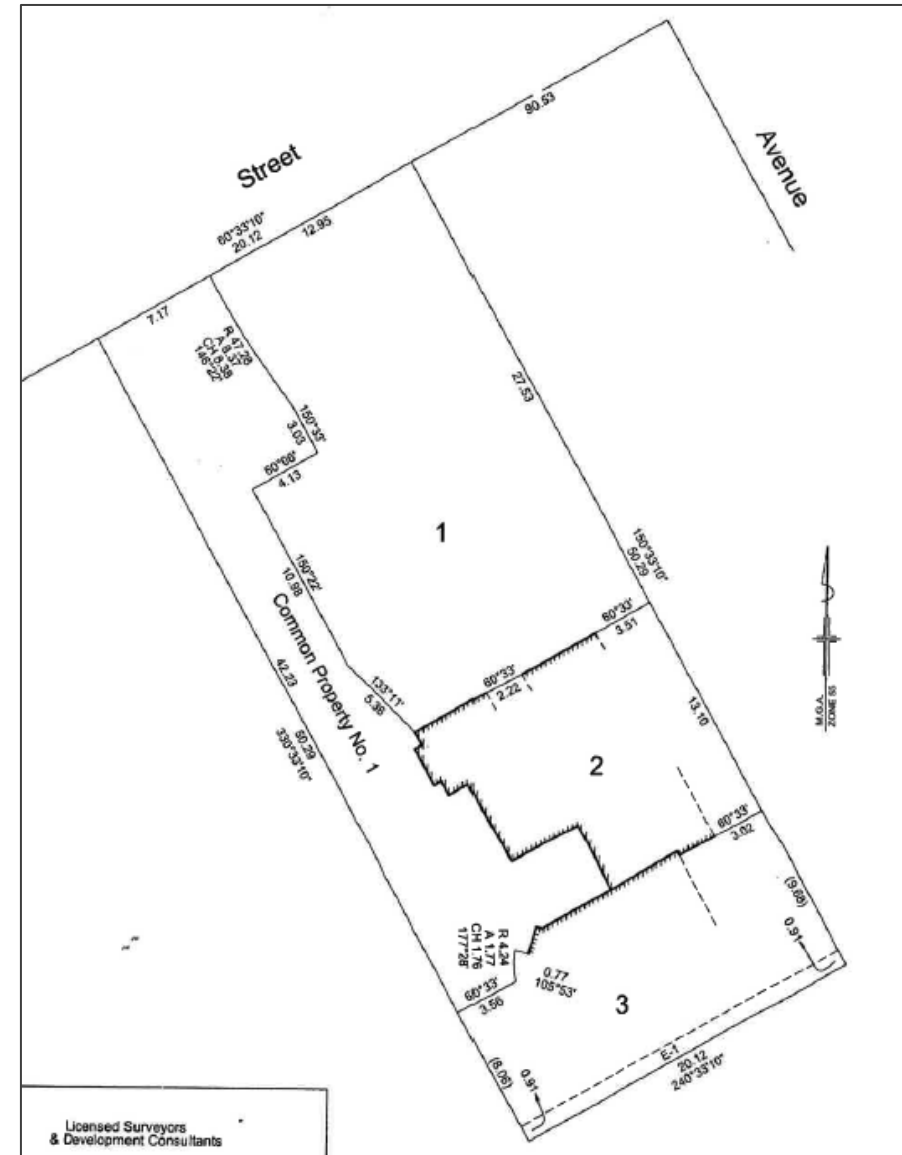 90.53
Avenue
Street
60°33'10"
20.12
12.95
7.17
R 47.28
A 8.37
CH 8.36
146°22'
150°33'
3.03
60°08'
4.13
27.53
1
150°22'
10.98
Common Property No. 1
150°33'10"
50.29
60°33'
3.51
60°33'
2.22
133°11'
5.36
42.23
50.29
330°33'10"
13.10
M.G.A.
ZONE 55
2
60°33'
3.02
(9.68)
0.91
R 4.24
A 1.77
CH 1.76
177°28'
0.77
105°53'
60°33'
3.56
3
(8.06)
0.91
E-1
20.12
240°33'10"
Licensed Surveyors
& Development Consultants